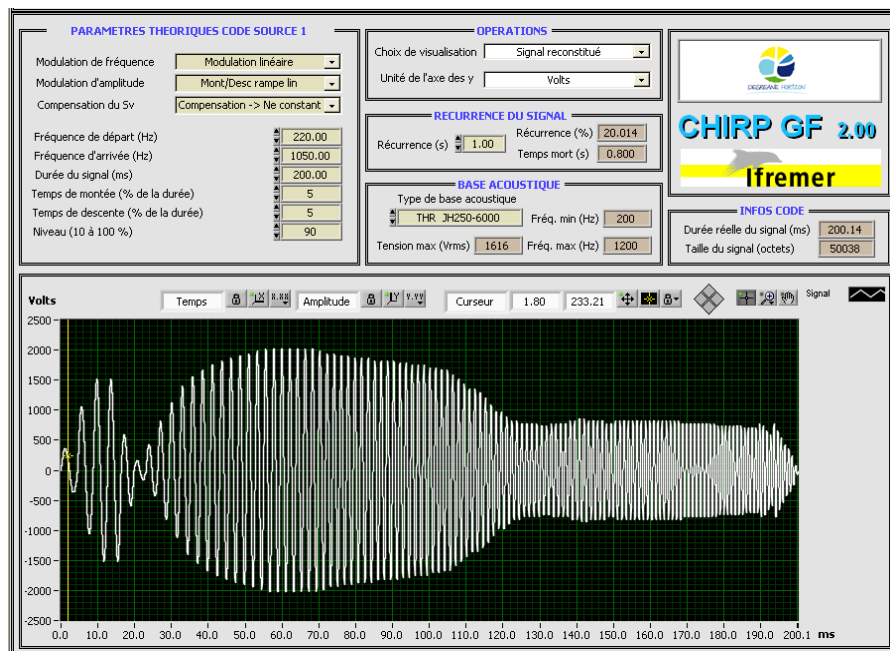 PARAMETRES THEORIQUES CODE SOURCE 1
Modulation de fréquence Modulation linéaire
Modulation d'amplitude Mont/Desc rampe lin
Compensation du Sv Compensation -> Ne constant
Fréquence de départ (Hz) 220.00
Fréquence d'arrivée (Hz) 1050.00
Durée du signal (ms) 200.00
Temps de montée (% de la durée) 5
Temps de descente (% de la durée) 5
Niveau (10 à 100 %) 90
OPERATIONS
Choix de visualisation Signal reconstitué
Unité de l'axe des y Volts
RECURRENCE DU SIGNAL
Récurrence (s) 1.00
Récurrence (%) 20.014
Temps mort (s) 0.800
BASE ACOUSTIQUE
Type de base acoustique
THR JH250-6000 Fréq. min (Hz) 200
Tension max (Vrms) 1616 Fréq. max (Hz) 1200
DEGREANE HORIZON
CHIRP GF 2.00
Ifremer
INFOS CODE
Durée réelle du signal (ms) 200.14
Taille du signal (octets) 50038
Volts Temps X.XX Amplitude Y.YY Curseur 1.80 233.21 Signal
2500
2000
1500
1000
500
0
-500
-1000
-1500
-2000
-2500
0.0 10.0 20.0 30.0 40.0 50.0 60.0 70.0 80.0 90.0 100.0 110.0 120.0 130.0 140.0 150.0 160.0 170.0 180.0 190.0 200.1 ms